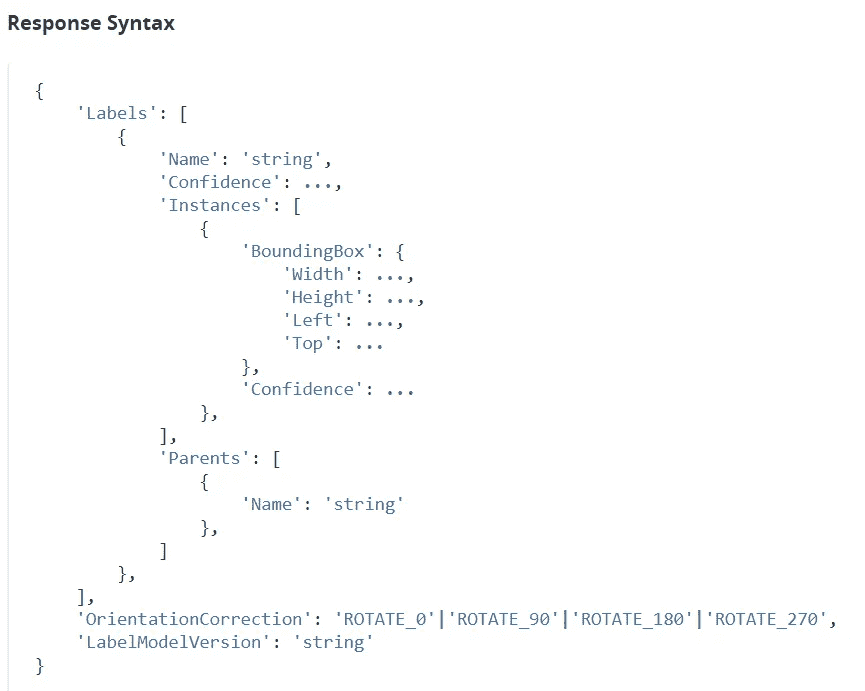 Response Syntax
{
    'Labels': [
        {
            'Name': 'string',
            'Confidence': ...,
            'Instances': [
                {
                    'BoundingBox': {
                        'Width': ...,
                        'Height': ...,
                        'Left': ...,
                        'Top': ...
                    },
                    'Confidence': ...
                },
            ],
            'Parents': [
                {
                    'Name': 'string'
                },
            ]
        },
    ],
    'OrientationCorrection': 'ROTATE_0'|'ROTATE_90'|'ROTATE_180'|'ROTATE_270',
    'LabelModelVersion': 'string'
}